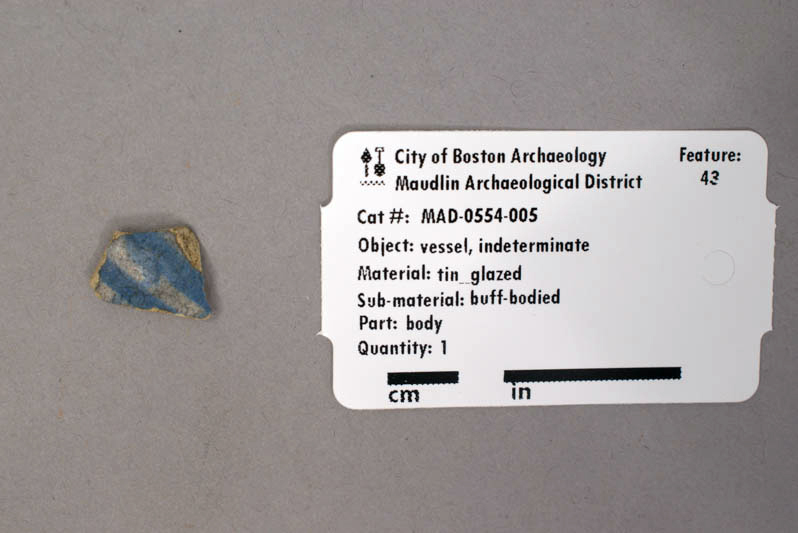 City of Boston Archaeology
Maudlin Archaeological District
Feature:
43
Cat #: MAD-0554-005
Object: vessel, indeterminate
Material: tin_glazed
Sub-material: buff-bodied
Part: body
Quantity: 1
cm
in